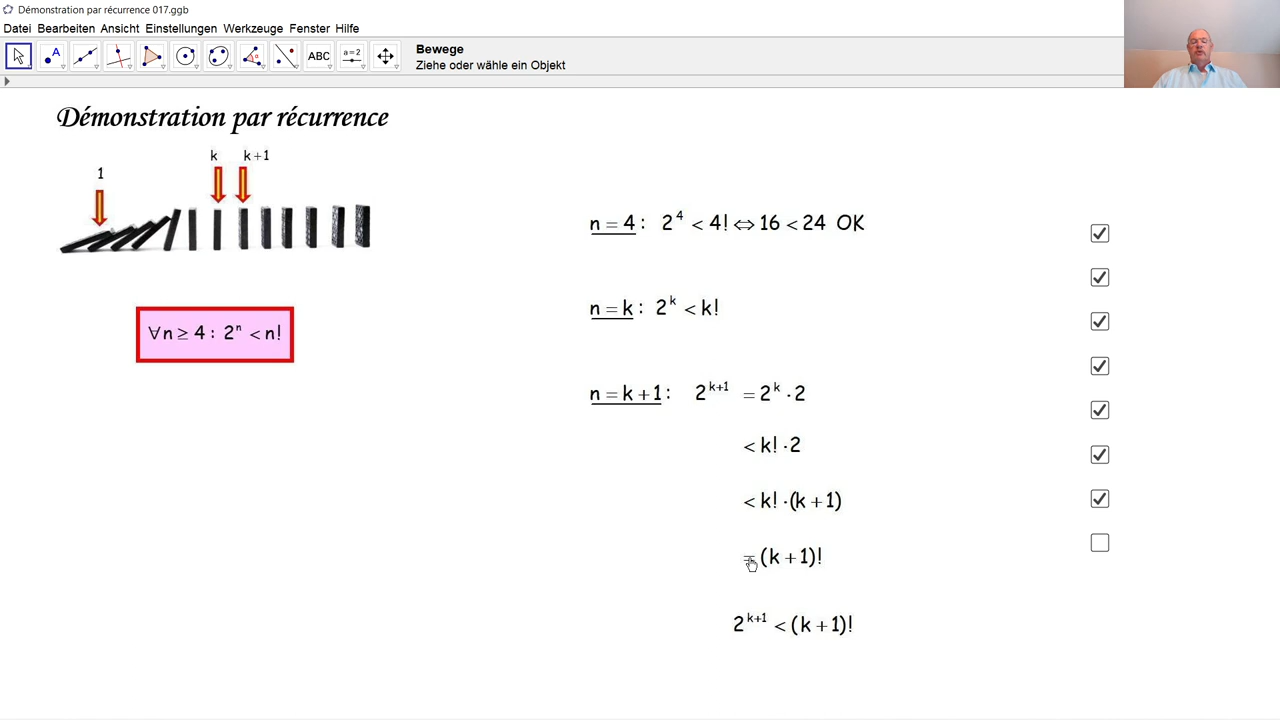 Démonstration par récurrence 017.ggb
Datei Bearbeiten Ansicht Einstellungen Werkzeuge Fenster Hilfe
A
ABC
a=2
Bewege
Ziehe oder wähle ein Objekt
Démonstration par récurrence
1
k
k+1
∀n ≥ 4 : 2ⁿ < n!
n = 4 : 2⁴ < 4! ⇔ 16 < 24 OK
n = k : 2ᵏ < k!
n = k + 1 : 2ᵏ⁺¹ = 2ᵏ · 2
< k! · 2
< k! · (k + 1)
= (k + 1)!
2ᵏ⁺¹ < (k + 1)!